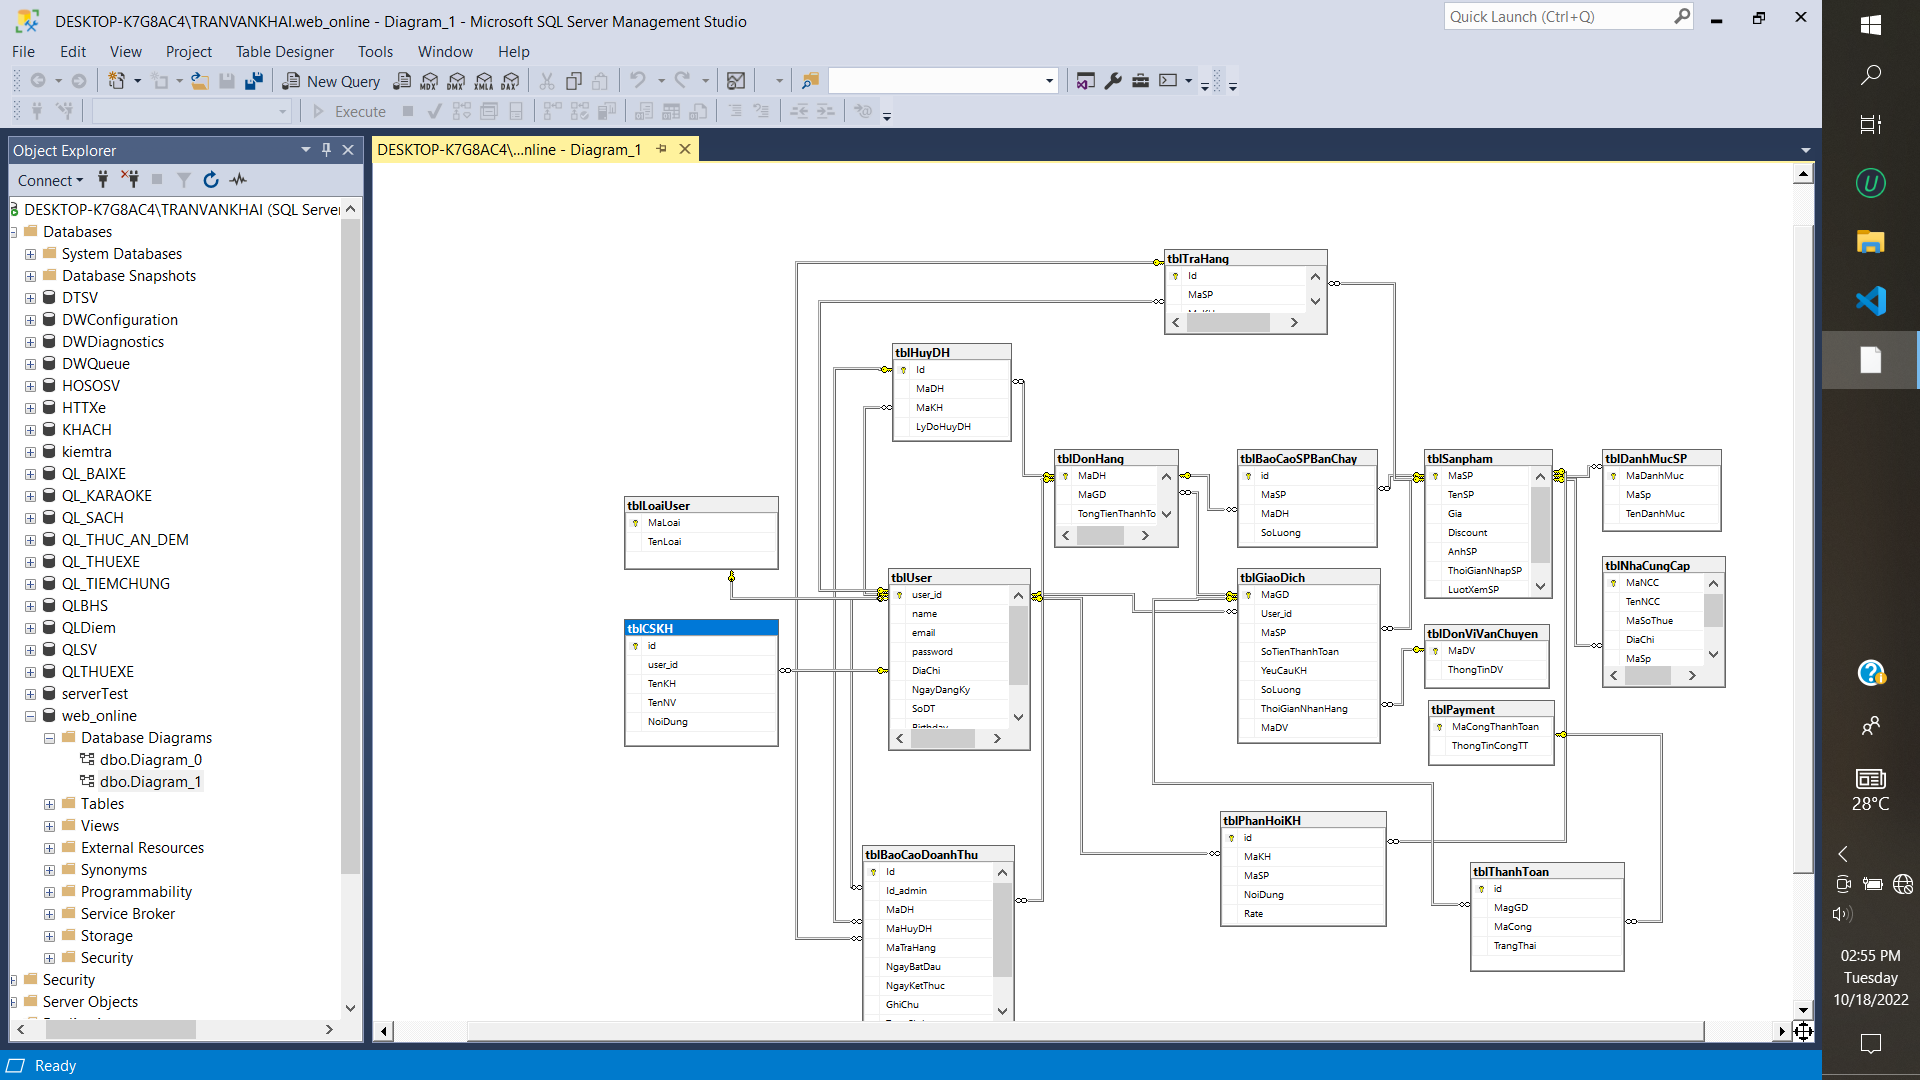 DESKTOP-K7G8AC4\TRANVANKHAI.web_online - Diagram_1 - Microsoft SQL Server Management Studio
Quick Launch (Ctrl+Q)
File Edit View Project Table Designer Tools Window Help
New Query
MDX DMX XMLA DAX
Execute
Object Explorer
Connect
DESKTOP-K7G8AC4\TRANVANKHAI (SQL Server
Databases
System Databases
Database Snapshots
DTSV
DWConfiguration
DWDiagnostics
DWQueue
HOSOSV
HTTXe
KHACH
kiemtra
QL_BAIXE
QL_KARAOKE
QL_SACH
QL_THUC_AN_DEM
QL_THUEXE
QL_TIEMCHUNG
QLBHS
QLDiem
QLSV
QLTHUEXE
serverTest
web_online
Database Diagrams
dbo.Diagram_0
dbo.Diagram_1
Tables
Views
External Resources
Synonyms
Programmability
Service Broker
Storage
Security
Security
Server Objects
DESKTOP-K7G8AC4\...nline - Diagram_1
tblTraHang
Id
MaSP
MaKH
tblHuyDH
Id
MaDH
MaKH
LyDoHuyDH
tblDonHang
MaDH
MaGD
TongTienThanhTo
tblBaoCaoSPBanChay
id
MaSP
MaDH
SoLuong
tblSanpham
MaSP
TenSP
Gia
Discount
AnhSP
ThoiGianNhapSP
LuotXemSP
tblDanhMucSP
MaDanhMuc
MaSp
TenDanhMuc
tblLoaiUser
MaLoai
TenLoai
tblCSKH
id
user_id
TenKH
TenNV
NoiDung
tblUser
user_id
name
email
password
DiaChi
NgayDangKy
SoDT
Birthday
tblGiaoDich
MaGD
User_id
MaSP
SoTienThanhToan
YeuCauKH
SoLuong
ThoiGianNhanHang
MaDV
tblNhaCungCap
MaNCC
TenNCC
MaSoThue
DiaChi
MaSp
tblDonViVanChuyen
MaDV
ThongTinDV
tblPayment
MaCongThanhToan
ThongTinCongTT
tblPhanHoiKH
id
MaKH
MaSP
NoiDung
Rate
tblBaoCaoDoanhThu
Id
Id_admin
MaDH
MaHuyDH
MaTraHang
NgayBatDau
NgayKetThuc
GhiChu
tblThanhToan
id
MagGD
MaCong
TrangThai
Ready
28°C
02:55 PM
Tuesday
10/18/2022